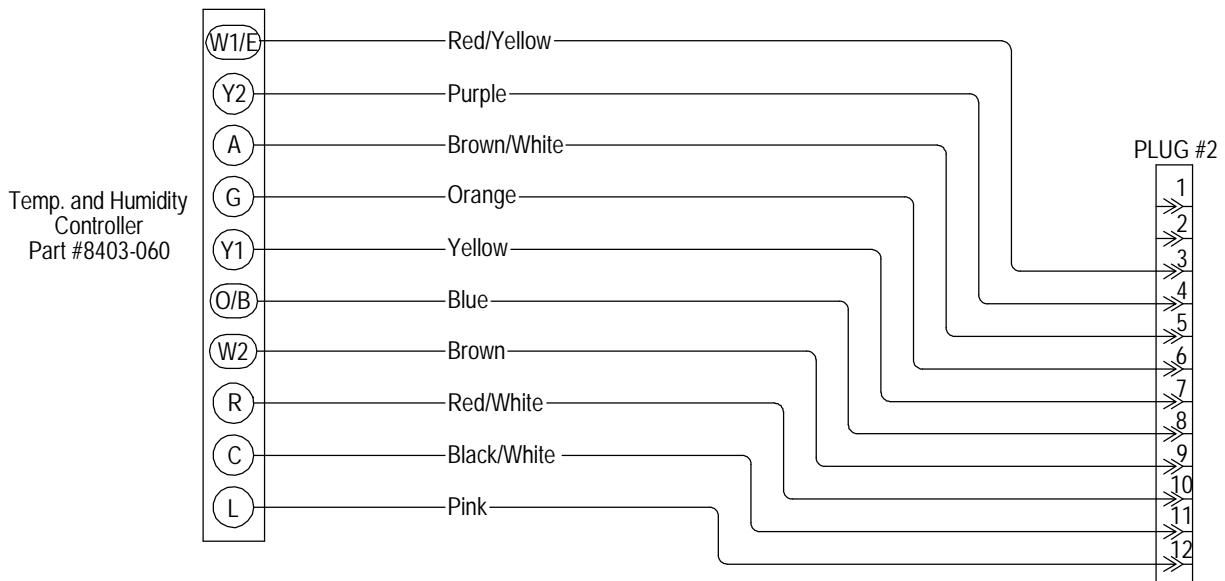 Temp. and Humidity
Controller
Part #8403-060
W1/E Red/Yellow
Y2 Purple
A Brown/White
G Orange
Y1 Yellow
O/B Blue
W2 Brown
R Red/White
C Black/White
L Pink
PLUG #2
1
2
3
4
5
6
7
8
9
10
11
12